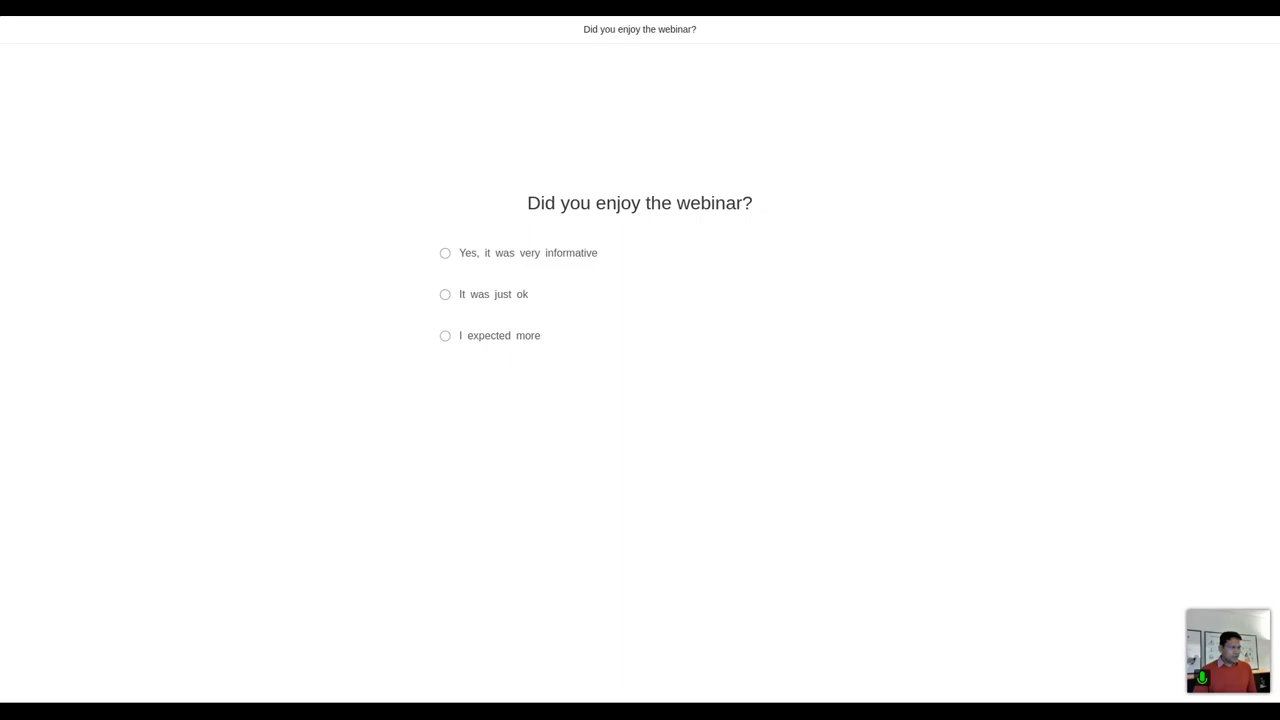 Did you enjoy the webinar?
Did you enjoy the webinar?
Yes, it was very informative
It was just ok
I expected more